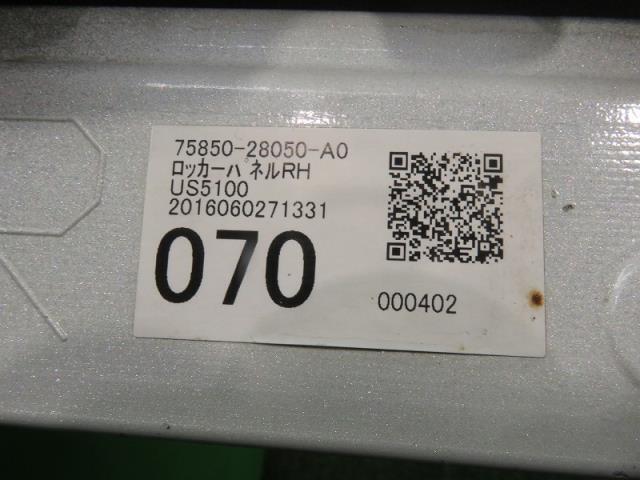 75850-28050-A0
ﾛｯｶｰﾊﾟﾈﾙRH
US5100
2016060271331
070
000402